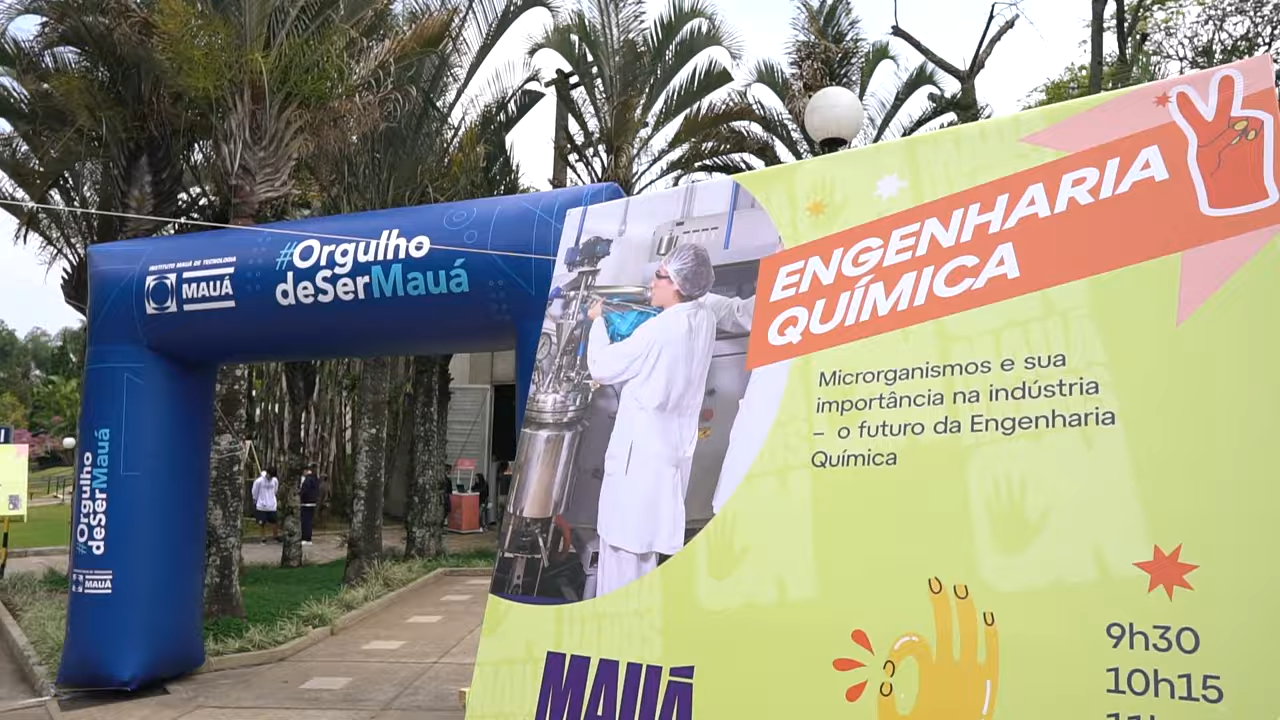 INSTITUTO MAUÁ DE TECNOLOGIA
MAUÁ
#Orgulho
deSerMauá
#Orgulho
deSerMauá
MAUÁ
ENGENHARIA
QUÍMICA
Microrganismos e sua
importância na indústria
– o futuro da Engenharia
Química
9h30
10h15
MAUÁ